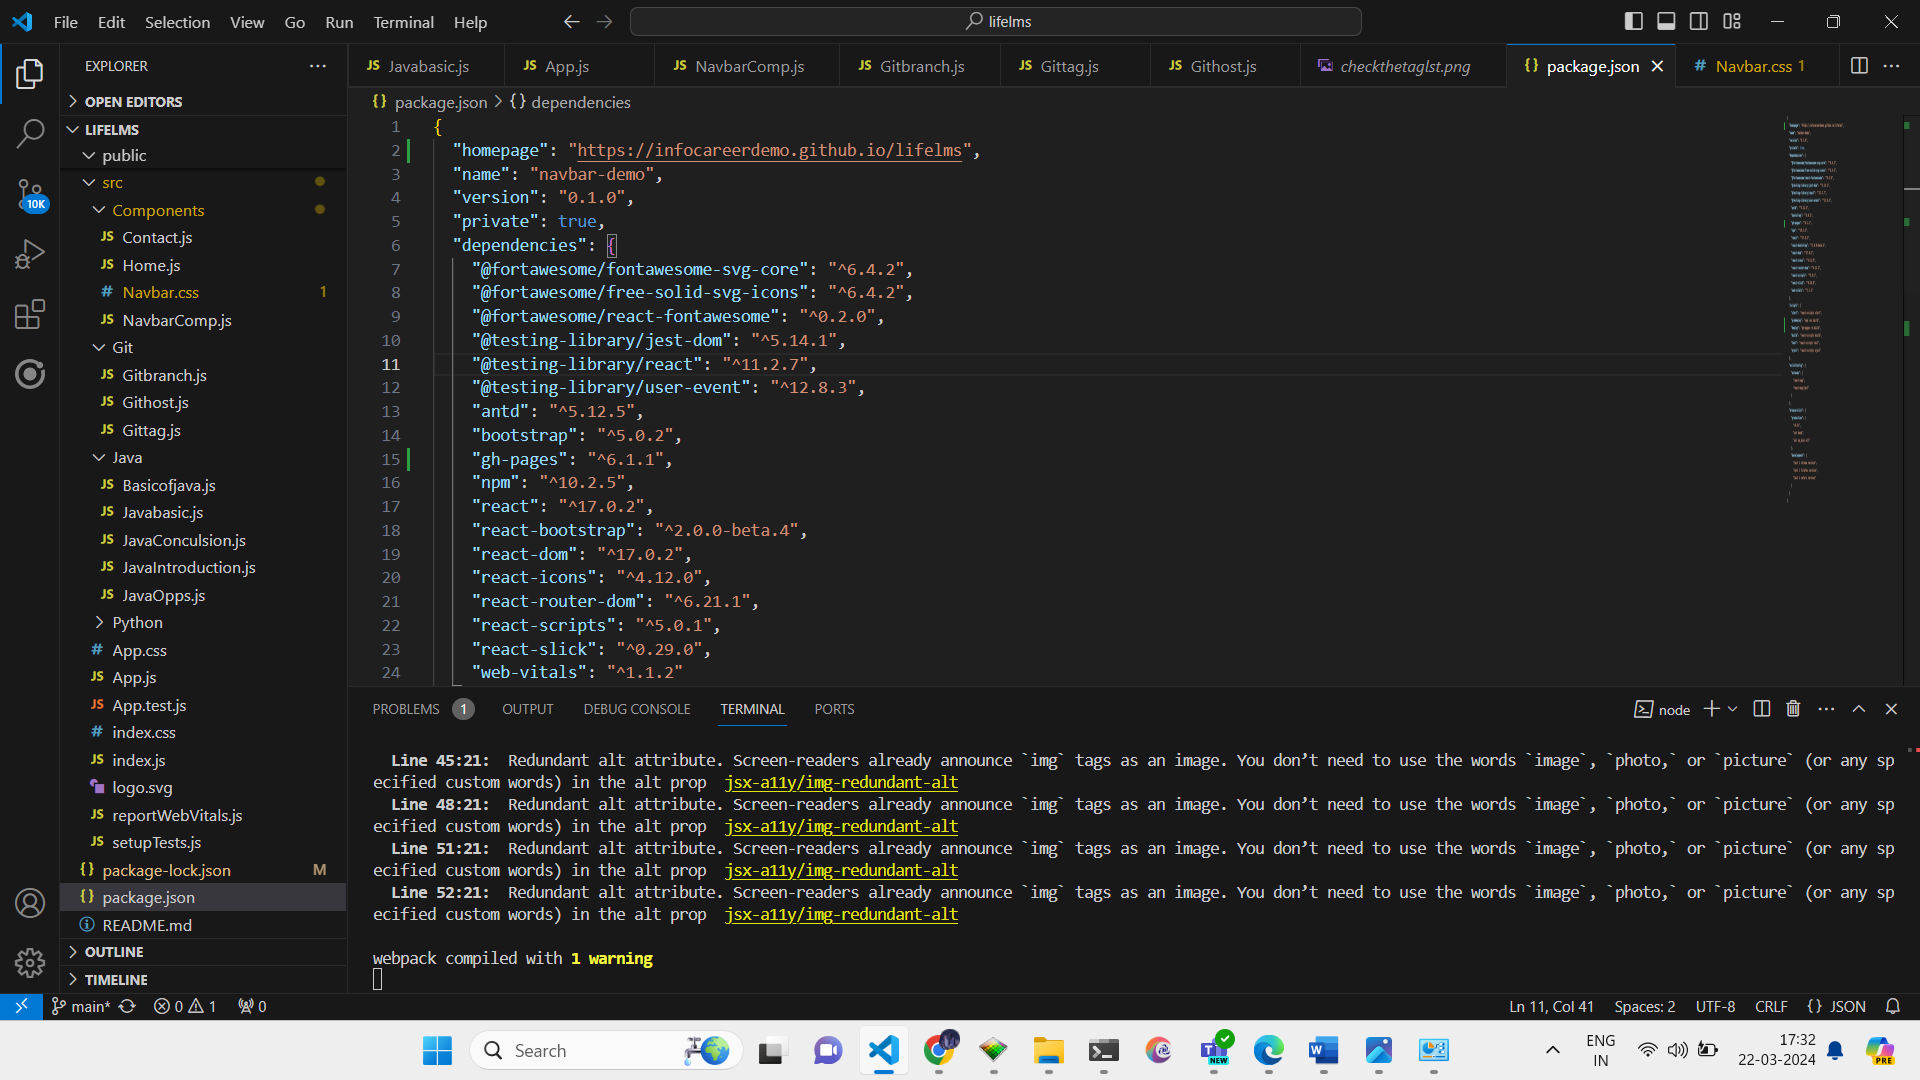 File Edit Selection View Go Run Terminal Help
lifelms
EXPLORER
OPEN EDITORS
LIFELMS
public
src
Components
Contact.js
Home.js
Navbar.css 1
NavbarComp.js
Git
Gitbranch.js
Githost.js
Gittag.js
Java
Basicofjava.js
Javabasic.js
JavaConculsion.js
JavaIntroduction.js
JavaOpps.js
Python
App.css
App.js
App.test.js
index.css
index.js
logo.svg
reportWebVitals.js
setupTests.js
package-lock.json M
package.json
README.md
OUTLINE
TIMELINE
10K
Javabasic.js App.js NavbarComp.js Gitbranch.js Gittag.js Githost.js checkthetaglst.png package.json Navbar.css 1
package.json > {} dependencies
1 {
2 "homepage": "https://infocareerdemo.github.io/lifelms",
3 "name": "navbar-demo",
4 "version": "0.1.0",
5 "private": true,
6 "dependencies": {
7 "@fortawesome/fontawesome-svg-core": "^6.4.2",
8 "@fortawesome/free-solid-svg-icons": "^6.4.2",
9 "@fortawesome/react-fontawesome": "^0.2.0",
10 "@testing-library/jest-dom": "^5.14.1",
11 "@testing-library/react": "^11.2.7",
12 "@testing-library/user-event": "^12.8.3",
13 "antd": "^5.12.5",
14 "bootstrap": "^5.0.2",
15 "gh-pages": "^6.1.1",
16 "npm": "^10.2.5",
17 "react": "^17.0.2",
18 "react-bootstrap": "^2.0.0-beta.4",
19 "react-dom": "^17.0.2",
20 "react-icons": "^4.12.0",
21 "react-router-dom": "^6.21.1",
22 "react-scripts": "^5.0.1",
23 "react-slick": "^0.29.0",
24 "web-vitals": "^1.1.2"
PROBLEMS 1 OUTPUT DEBUG CONSOLE TERMINAL PORTS
node
Line 45:21: Redundant alt attribute. Screen-readers already announce `img` tags as an image. You don’t need to use the words `image`, `photo,` or `picture` (or any sp
ecified custom words) in the alt prop jsx-a11y/img-redundant-alt
Line 48:21: Redundant alt attribute. Screen-readers already announce `img` tags as an image. You don’t need to use the words `image`, `photo,` or `picture` (or any sp
ecified custom words) in the alt prop jsx-a11y/img-redundant-alt
Line 51:21: Redundant alt attribute. Screen-readers already announce `img` tags as an image. You don’t need to use the words `image`, `photo,` or `picture` (or any sp
ecified custom words) in the alt prop jsx-a11y/img-redundant-alt
Line 52:21: Redundant alt attribute. Screen-readers already announce `img` tags as an image. You don’t need to use the words `image`, `photo,` or `picture` (or any sp
ecified custom words) in the alt prop jsx-a11y/img-redundant-alt
webpack compiled with 1 warning
main* 0 1 0
Ln 11, Col 41 Spaces: 2 UTF-8 CRLF {} JSON
Search
NEW
ENG
IN
17:32
22-03-2024
PRE